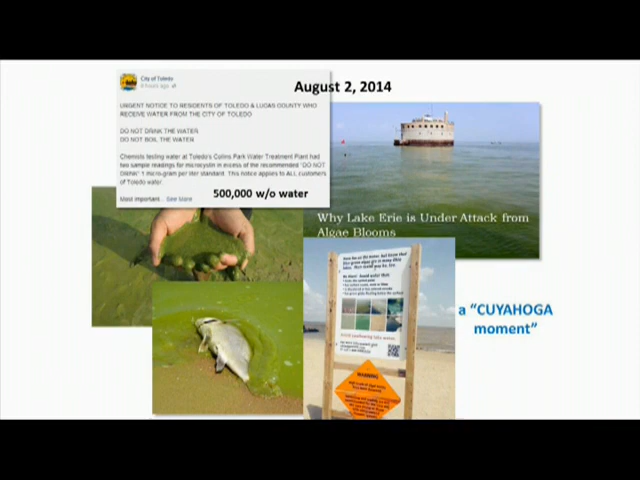 August 2, 2014
City of Toledo
URGENT NOTICE TO RESIDENTS OF TOLEDO & LUCAS COUNTY WHO
RECEIVE WATER FROM THE CITY OF TOLEDO
DO NOT DRINK THE WATER
DO NOT BOIL THE WATER
Chemists testing water at Toledo's Collins Park Water Treatment Plant had
two sample readings for microcystin in excess of the recommended "DO NOT
DRINK" 1 micro-gram per liter standard. This notice applies to ALL customers
of Toledo water.
500,000 w/o water
Most important... See More
Why Lake Erie is Under Attack from
Algae Blooms
a “CUYAHOGA
moment”
WARNING